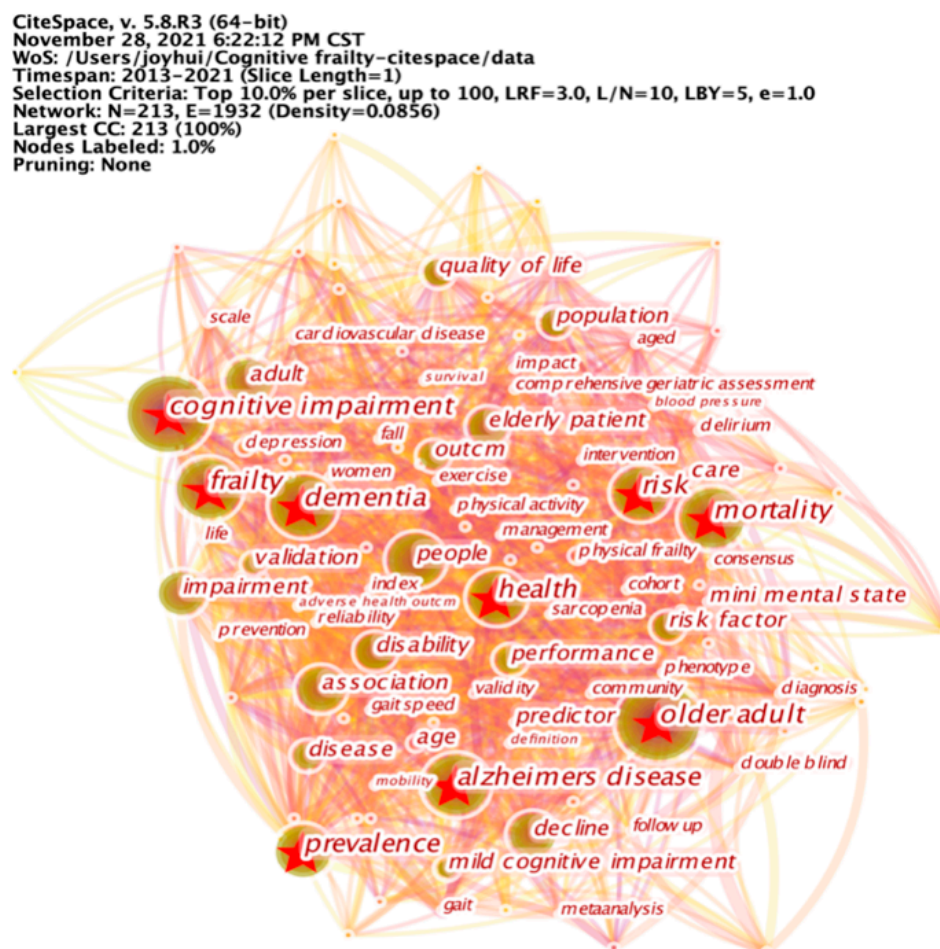 CiteSpace, v. 5.8.R3 (64-bit)
November 28, 2021 6:22:12 PM CST
WoS: /Users/joyhui/Cognitive frailty-citespace/data
Timespan: 2013-2021 (Slice Length=1)
Selection Criteria: Top 10.0% per slice, up to 100, LRF=3.0, L/N=10, LBY=5, e=1.0
Network: N=213, E=1932 (Density=0.0856)
Largest CC: 213 (100%)
Nodes Labeled: 1.0%
Pruning: None
quality of life
scale
population
cardiovascular disease
aged
impact
adult
survival
comprehensive geriatric assessment
blood pressure
cognitive impairment
elderly patient
delirium
fall
depression
outcm
intervention
women
exercise
care
frailty
risk
dementia
physical activity
mortality
life
management
validation
people
physical frailty
consensus
impairment
index
health
cohort
mini mental state
adverse health outcm
sarcopenia
reliability
risk factor
prevention
disability
performance
phenotype
association
validity
community
diagnosis
gait speed
predictor
older adult
disease
age
definition
double blind
mobility
alzheimers disease
prevalence
decline
follow up
mild cognitive impairment
gait
metaanalysis